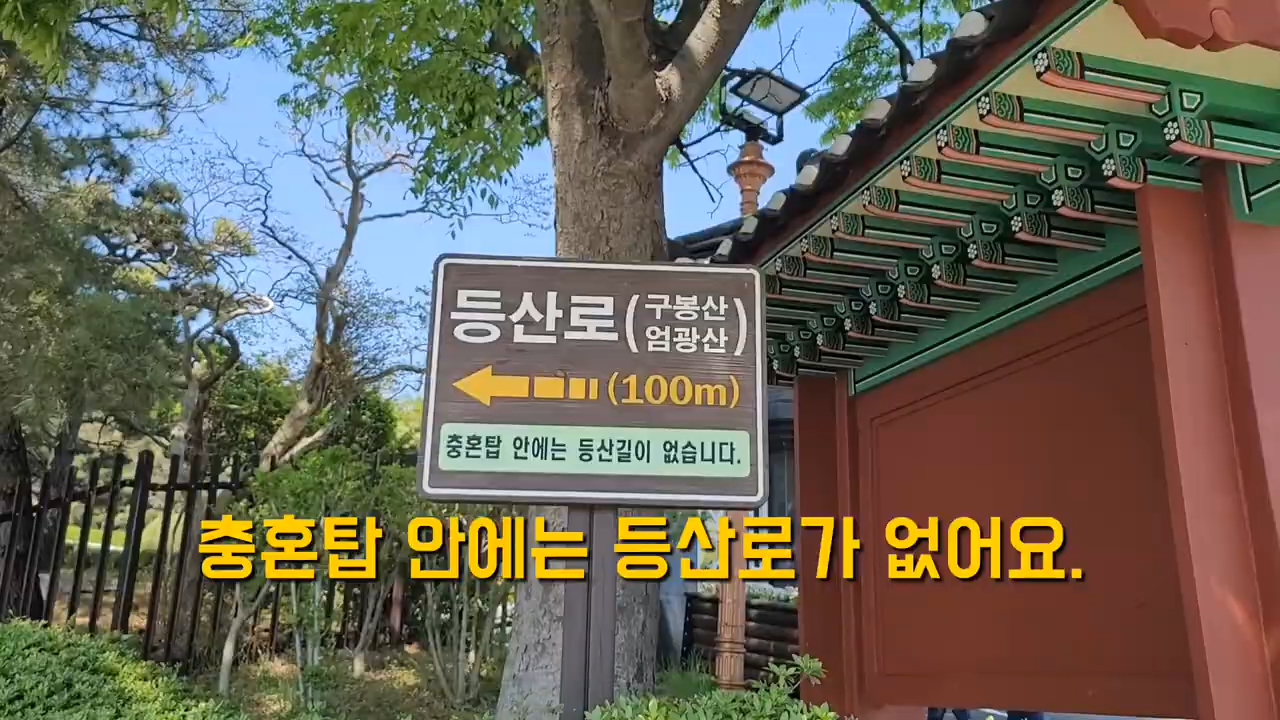 등산로(구봉산
엄광산)
(100m)
충혼탑 안에는 등산길이 없습니다.
충혼탑 안에는 등산로가 없어요.